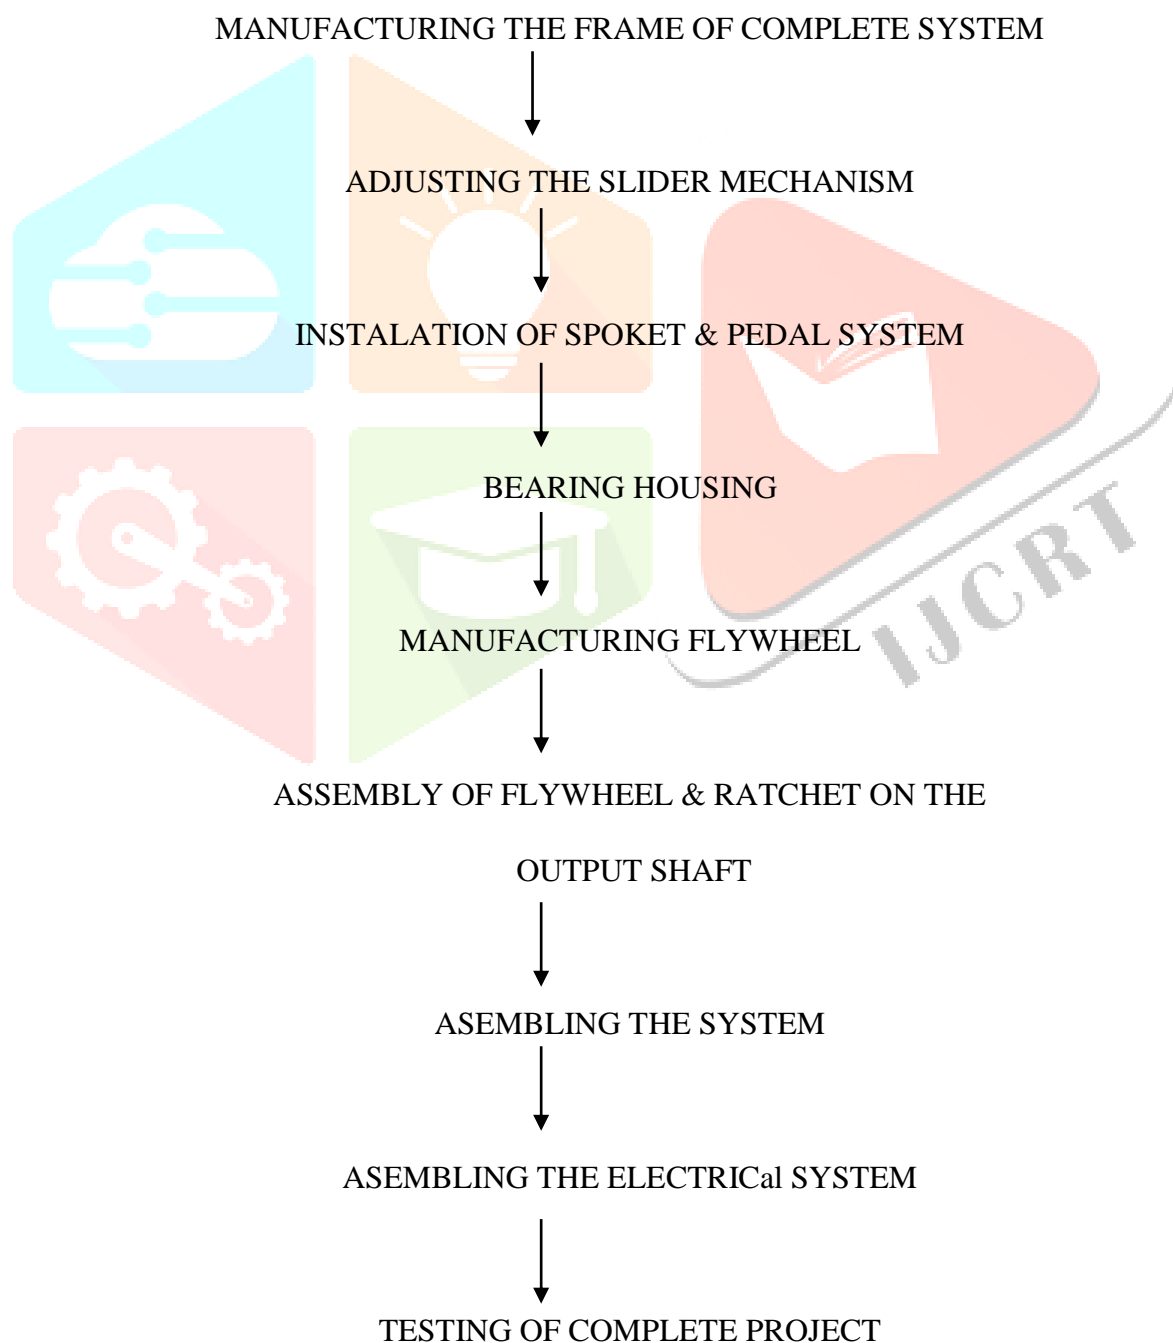 MANUFACTURING THE FRAME OF COMPLETE SYSTEM
ADJUSTING THE SLIDER MECHANISM
INSTALATION OF SPOKET & PEDAL SYSTEM
BEARING HOUSING
IJCRT
MANUFACTURING FLYWHEEL
ASSEMBLY OF FLYWHEEL & RATCHET ON THE
OUTPUT SHAFT
ASEMBLING THE SYSTEM
ASEMBLING THE ELECTRICal SYSTEM
TESTING OF COMPLETE PROJECT